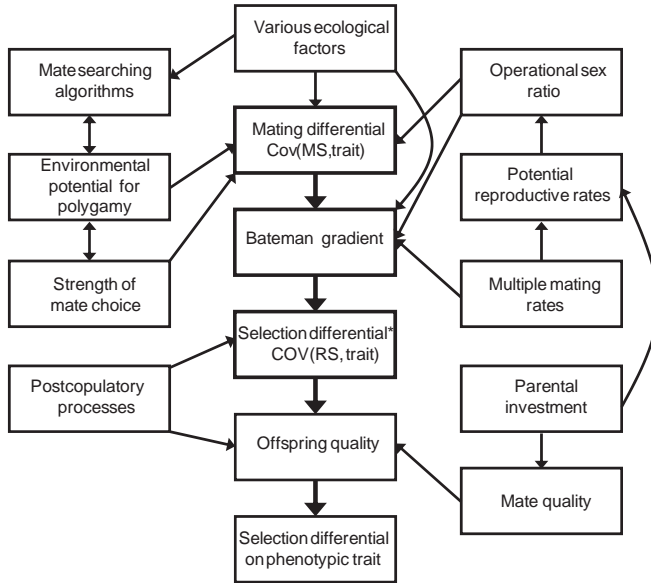 Various ecological
factors
Mate searching
algorithms
Operational sex
ratio
Mating differential
Cov(MS,trait)
Environmental
potential for
polygamy
Potential
reproductive rates
Bateman gradient
Strength of
mate choice
Multiple mating
rates
Selection differential*
COV(RS, trait)
Postcopulatory
processes
Parental
investment
Offspring quality
Mate quality
Selection differential
on phenotypic trait